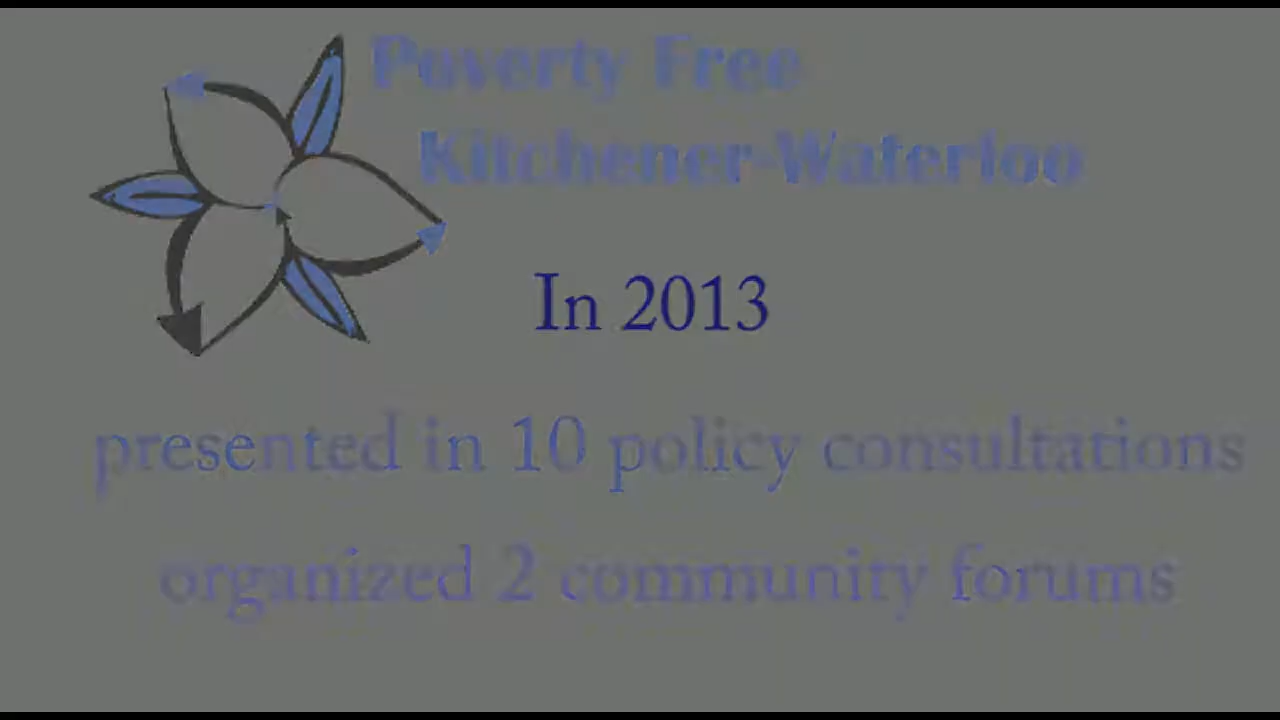 Poverty Free
Kitchener-Waterloo
In 2013
presented in 10 policy consultations
organized 2 community forums